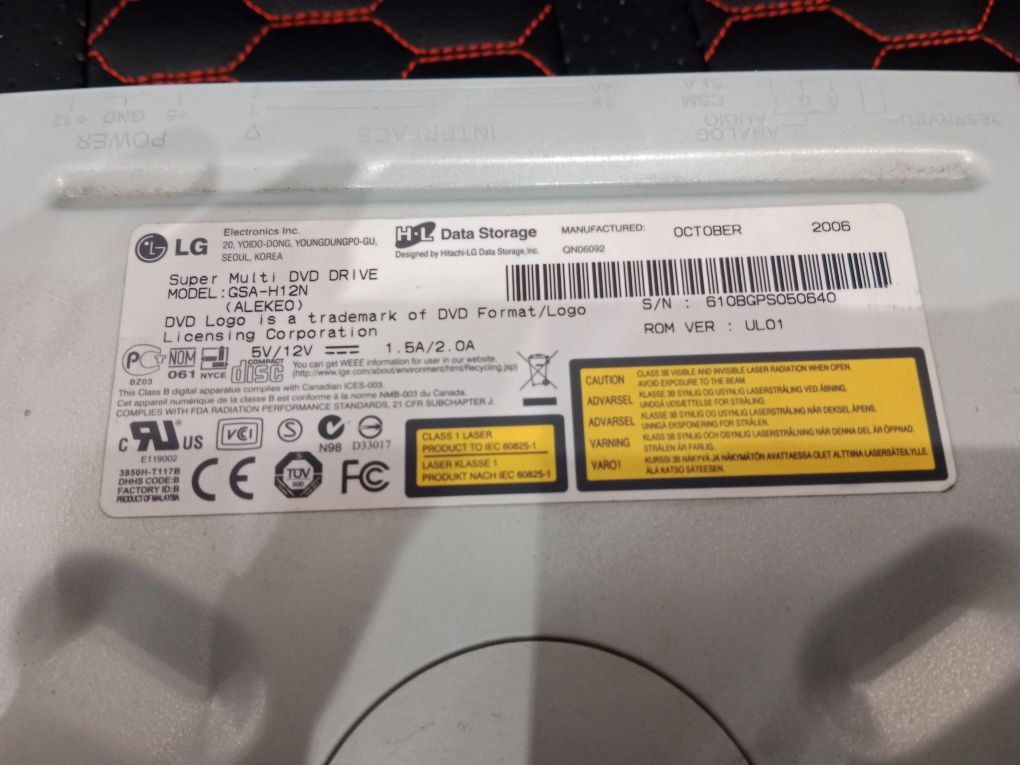 +12 GND +5
POWER
INTERFACE
39
ANALOG
AUDIO
CSM
LG Electronics Inc.
20, YOIDO-DONG, YOUNGDUNGPO-GU,
SEOUL, KOREA
H·L Data Storage
Designed by Hitachi-LG Data Storage, Inc.
MANUFACTURED: OCTOBER 2006
QN06092
Super Multi DVD DRIVE
MODEL:GSA-H12N
(ALEKE0)
S/N : 610BGPS050640
DVD Logo is a trademark of DVD Format/Logo
Licensing Corporation
ROM VER : UL01
5V/12V 1.5A/2.0A
BZ03
NOM
061 NYCE
COMPACT
disc
You can get WEEE information for user in our website.
(http://www.lge.com/about/environment/html/Recycling.jsp)
This Class B digital apparatus complies with Canadian ICES-003.
Cet appareil numérique de la classe B est conforme à la norme NMB-003 du Canada.
COMPLIES WITH FDA RADIATION PERFORMANCE STANDARDS, 21 CFR SUBCHAPTER J.
c RU US
E119002
VCI
S
N98
D33017
3850H-T117B
DHHS CODE:B
FACTORY ID:B
PRODUCT OF MALAYSIA
CE
TÜV
FC
CLASS 1 LASER
PRODUCT TO IEC 60825-1
LASER KLASSE 1
PRODUKT NACH IEC 60825-1
CAUTION CLASS 3B VISIBLE AND INVISIBLE LASER RADIATION WHEN OPEN.
AVOID EXPOSURE TO THE BEAM.
ADVARSEL KLASSE 3B SYNLIG OG USYNLIG LASERSTRÅLING VED ÅBNING.
UNDGÅ UDSÆTTELSE FOR STRÅLING.
ADVARSEL KLASSE 3B SYNLIG OG USYNLIG LASERSTRÅLING NÅR DEKSEL ÅPENS.
UNNGÅ EKSPONERING FOR STRÅLEN.
VARNING KLASS 3B SYNLIG OCH OSYNLIG LASERSTRÅLNING NÄR DENNA DEL ÄR ÖPPNAD.
STRÅLEN ÄR FARLIG.
VARO! KURSSI 3B NÄKYVÄ JA NÄKYMÄTÖN AVATTAESSA OLET ALTTIINA LASERSÄTEILYLLE.
ÄLÄ KATSO SÄTEESEEN.